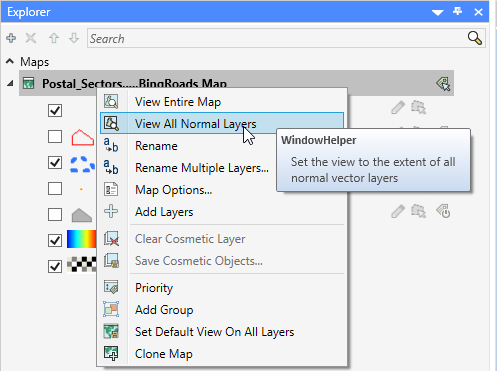 Explorer
Search
Maps
Postal_Sectors.....BingRoads Map
View Entire Map
View All Normal Layers
WindowHelper
Set the view to the extent of all
normal vector layers
Rename
Rename Multiple Layers...
Map Options...
Add Layers
Clear Cosmetic Layer
Save Cosmetic Objects...
Priority
Add Group
Set Default View On All Layers
Clone Map